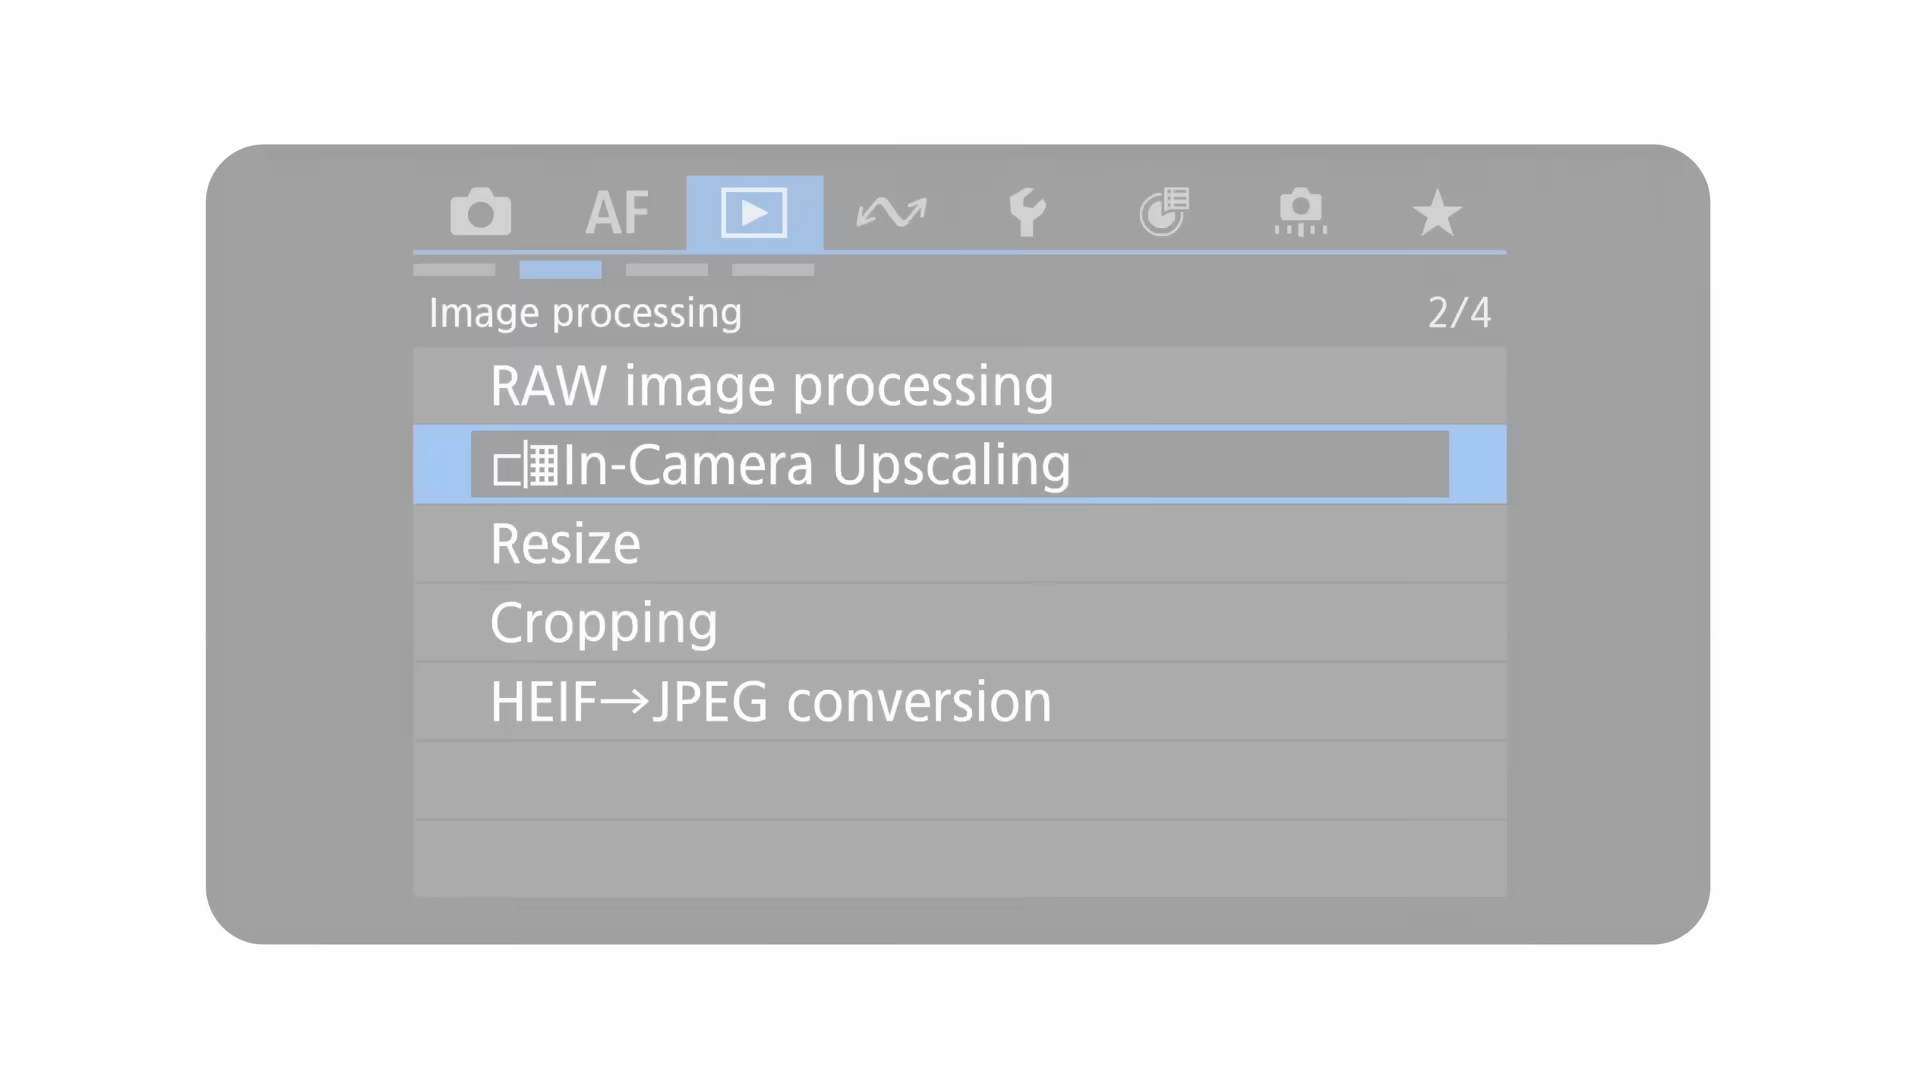 AF
Image processing 2/4
RAW image processing
In-Camera Upscaling
Resize
Cropping
HEIF→JPEG conversion